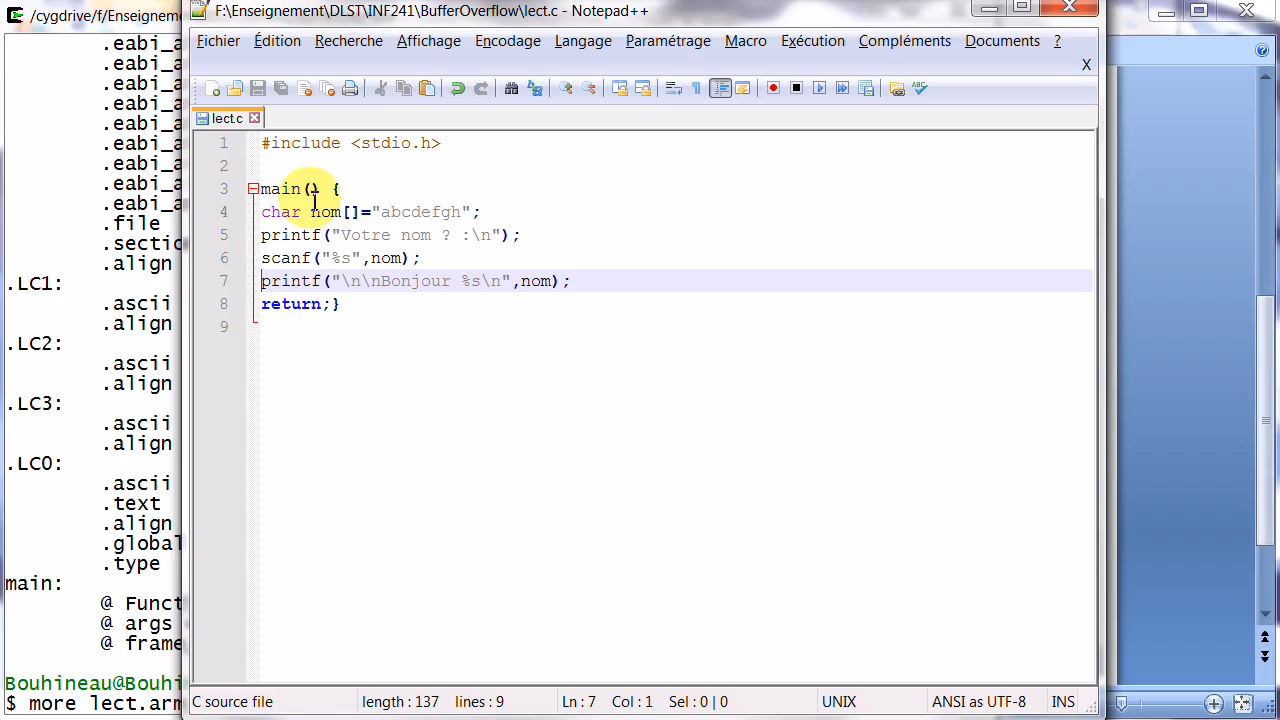 /cygdrive/f/Enseignement
.eabi_a
.eabi_a
.eabi_a
.eabi_a
.eabi_a
.eabi_a
.eabi_a
.eabi_a
.eabi_a
.file
.section
.align
.LC1:
.ascii
.align
.LC2:
.ascii
.align
.LC3:
.ascii
.align
.LC0:
.ascii
.text
.align
.global
.type
main:
@ Funct
@ args
@ frame
Bouhineau@Bouhi
$ more lect.arm
F:\Enseignement\DLST\INF241\BufferOverflow\lect.c - Notepad++
Fichier Édition Recherche Affichage Encodage Langage Paramétrage Macro Exécution Compléments Documents ?
X
lect.c
1 #include <stdio.h>
2
3 main() {
4 char nom[]="abcdefgh";
5 printf("Votre nom ? :\n");
6 scanf("%s",nom);
7 printf("\n\nBonjour %s\n",nom);
8 return;}
9
C source file length : 137 lines : 9 Ln : 7 Col : 1 Sel : 0 | 0 UNIX ANSI as UTF-8 INS